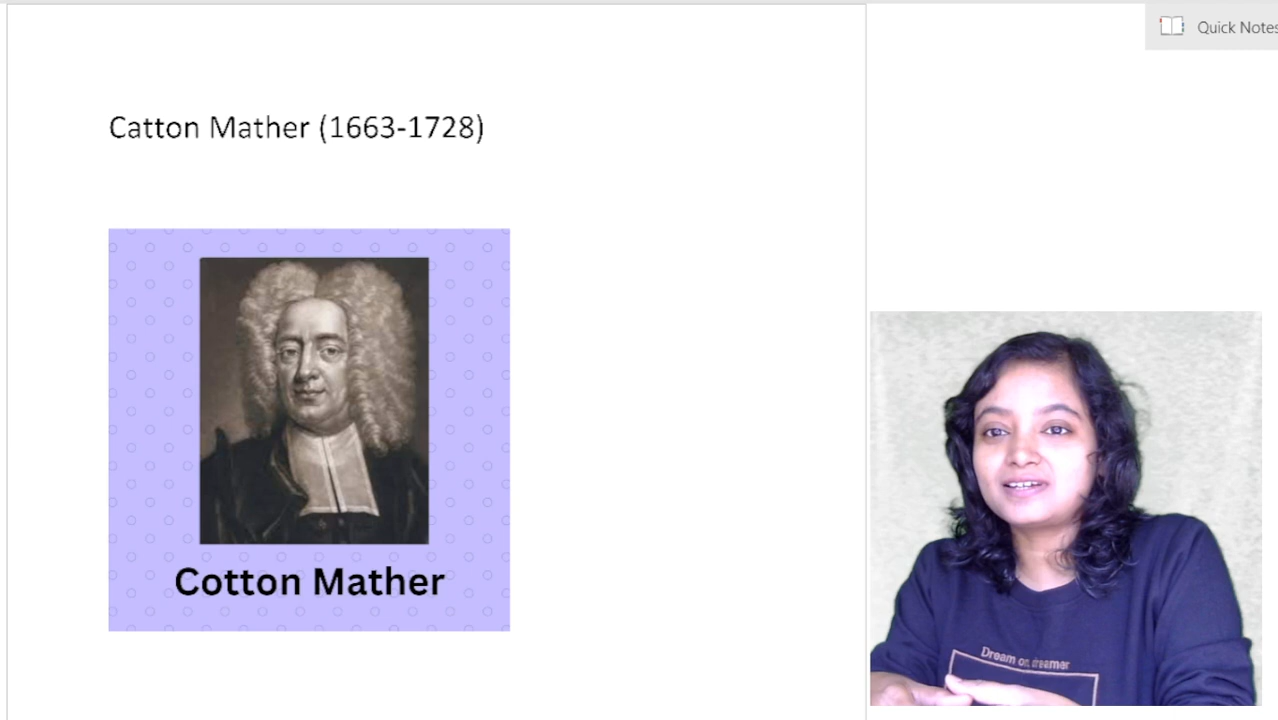 Quick Notes
Catton Mather (1663-1728)
Cotton Mather
Dream on, dreamer